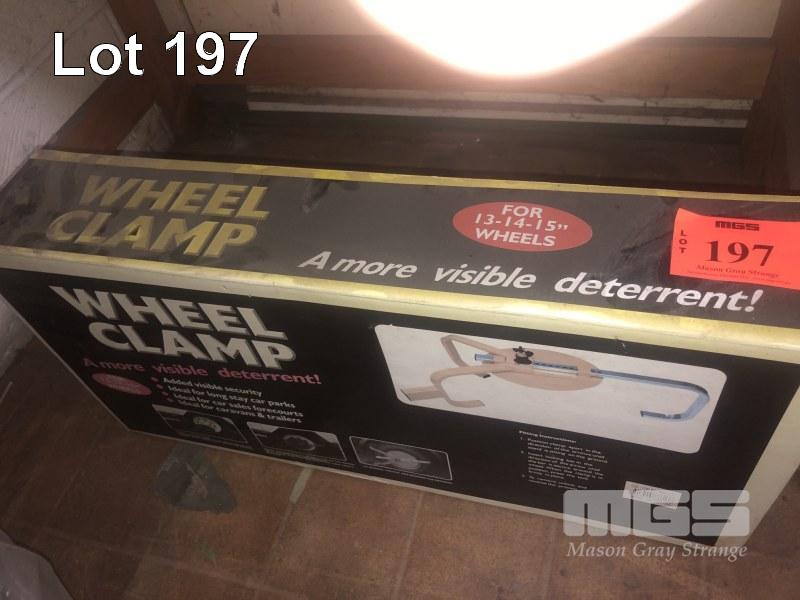 Lot 197
WHEEL
CLAMP
FOR
13-14-15”
WHEELS
A more visible deterrent!
MGS
LOT
197
Mason Gray Strange
WHEEL
CLAMP
A more visible deterrent!
Added visible security
Ideal for long stay car parks
Ideal for car sales forecourts
Ideal for caravans & trailers
Fitting Instructions:
MGS
Mason Gray Strange